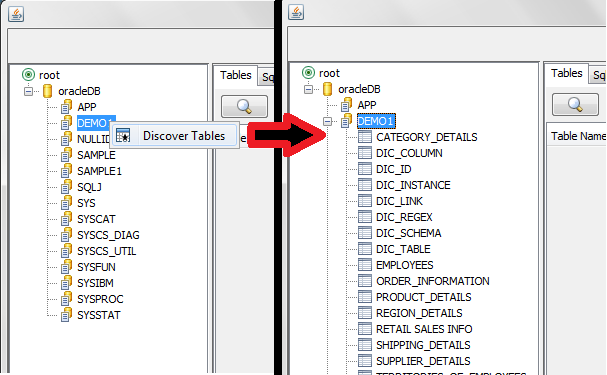 root
oracleDB
APP
DEMO1
NULLID
SAMPLE
SAMPLE1
SQLJ
SYS
SYSCAT
SYSCS_DIAG
SYSCS_UTIL
SYSFUN
SYSIBM
SYSPROC
SYSSTAT
Discover Tables
Tables
Sq
root
oracleDB
APP
DEMO1
CATEGORY_DETAILS
DIC_COLUMN
DIC_ID
DIC_INSTANCE
DIC_LINK
DIC_REGEX
DIC_SCHEMA
DIC_TABLE
EMPLOYEES
ORDER_INFORMATION
PRODUCT_DETAILS
REGION_DETAILS
RETAIL SALES INFO
SHIPPING_DETAILS
SUPPLIER_DETAILS
TERRITORIES_OF_EMPLOYEES
Tables
Sql
Table Name